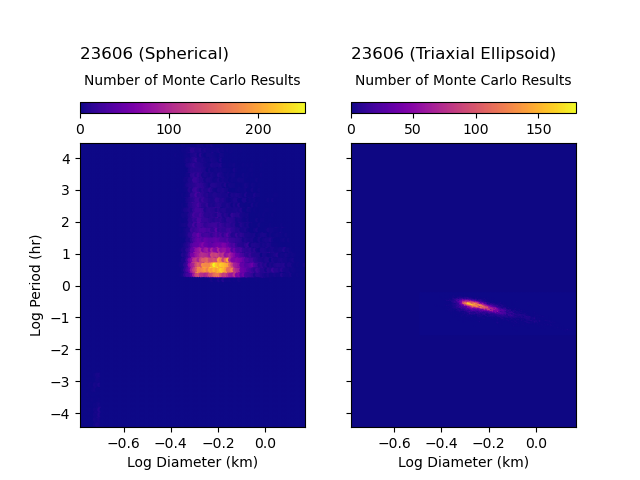 23606 (Spherical)
Number of Monte Carlo Results
0 100 200
4
3
2
1
0
−1
−2
−3
−4
Log Period (hr)
−0.6 −0.4 −0.2 0.0
Log Diameter (km)
23606 (Triaxial Ellipsoid)
Number of Monte Carlo Results
0 50 100 150
−0.6 −0.4 −0.2 0.0
Log Diameter (km)